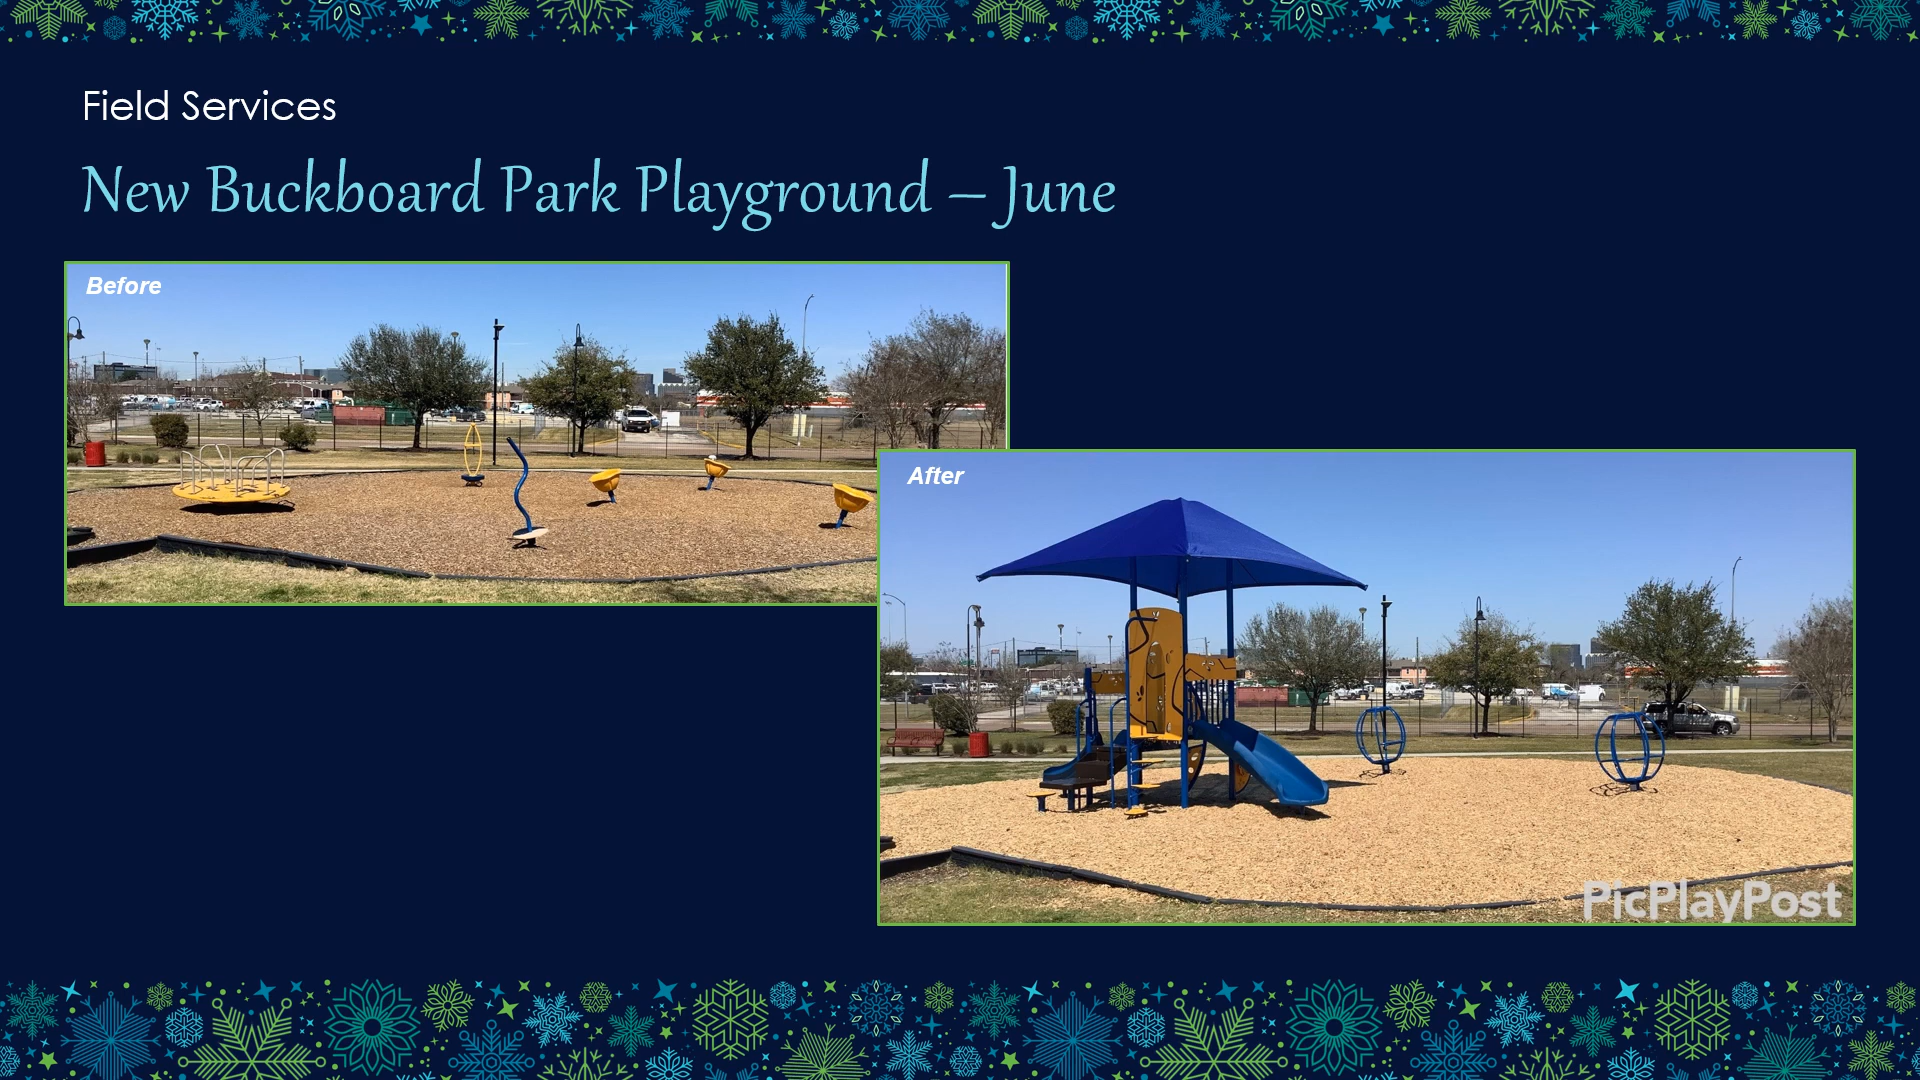 Field Services
New Buckboard Park Playground – June
Before
After
PicPlayPost